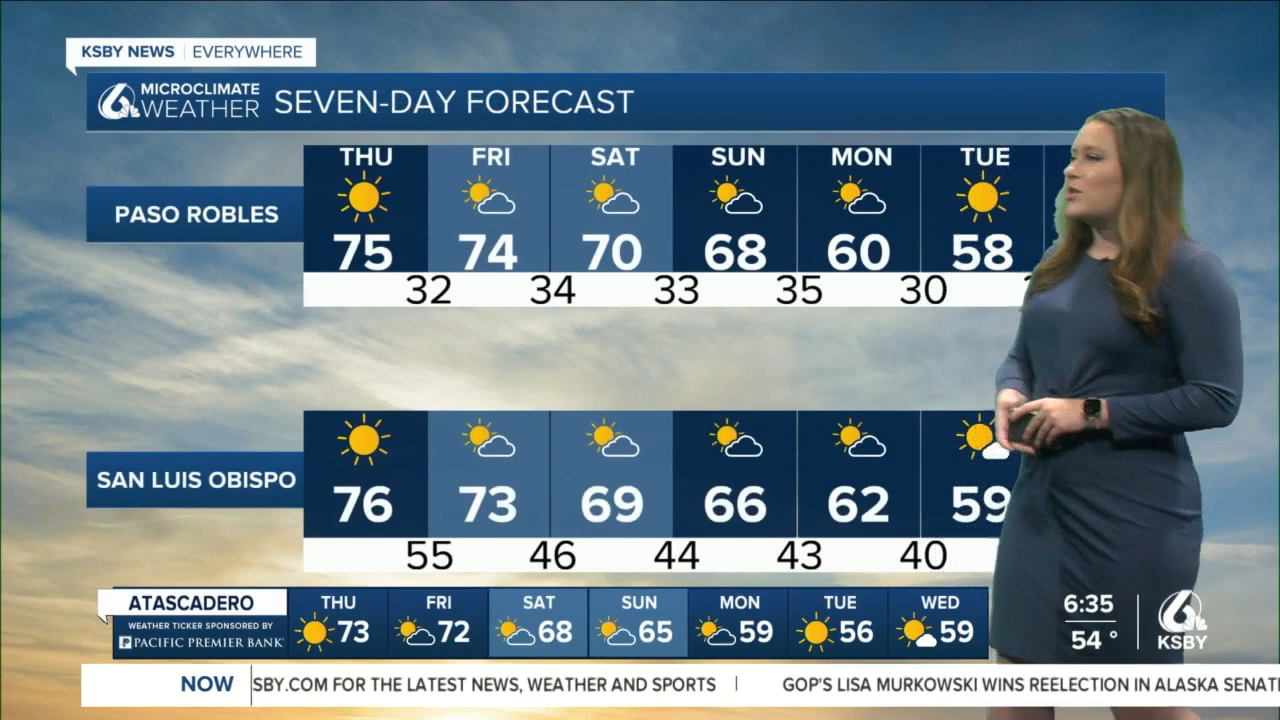 KSBY NEWS | EVERYWHERE
MICROCLIMATE
WEATHER
SEVEN-DAY FORECAST
THU FRI SAT SUN MON TUE
PASO ROBLES
75 74 70 68 60 58
32 34 33 35 30
SAN LUIS OBISPO
76 73 69 66 62 59
55 46 44 43 40
ATASCADERO
WEATHER TICKER SPONSORED BY
PACIFIC PREMIER BANK
THU FRI SAT SUN MON TUE WED
73 72 68 65 59 56 59
6:35
54 °
KSBY
NOW
SBY.COM FOR THE LATEST NEWS, WEATHER AND SPORTS | GOP'S LISA MURKOWSKI WINS REELECTION IN ALASKA SENAT